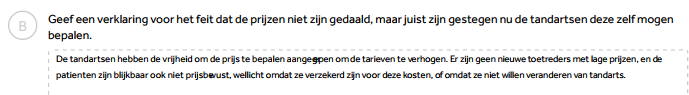 B Geef een verklaring voor het feit dat de prijzen niet zijn gedaald, maar juist zijn gestegen nu de tandartsen deze zelf mogen
bepalen.
De tandartsen hebben de vrijheid om de prijs te bepalen aangegrepen om de tarieven te verhogen. Er zijn geen nieuwe toetreders met lage prijzen, en de
patienten zijn blijkbaar ook niet prijsbewust, wellicht omdat ze verzekerd zijn voor deze kosten, of omdat ze niet willen veranderen van tandarts.